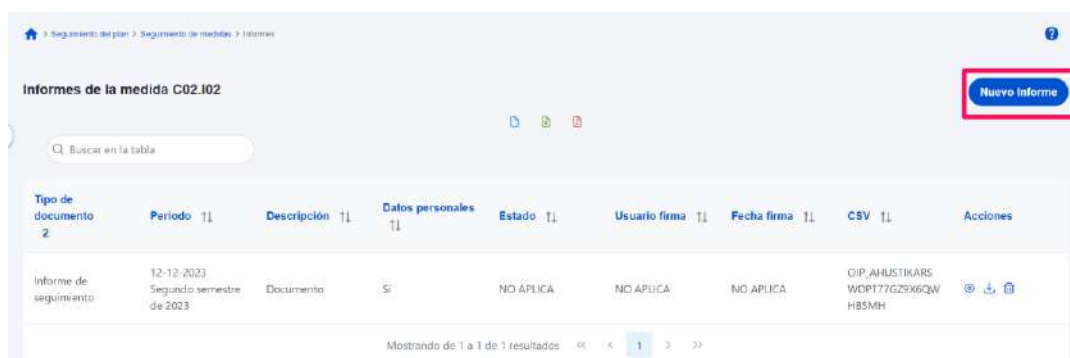 > Seguimiento del plan > Seguimiento de medidas > Informes
Informes de la medida C02.I02
Nuevo Informe
Buscar en la tabla
Tipo de documento 2
Periodo
Descripción
Datos personales
Estado
Usuario firma
Fecha firma
CSV
Acciones
Informe de seguimiento
12-12-2023
Segundo semestre de 2023
Documento
Sí
NO APLICA
NO APLICA
NO APLICA
OIP_AHUSTIKARS
WDPT77GZ9X6QW
HBSMH
Mostrando de 1 a 1 de 1 resultados << < 1 > >>